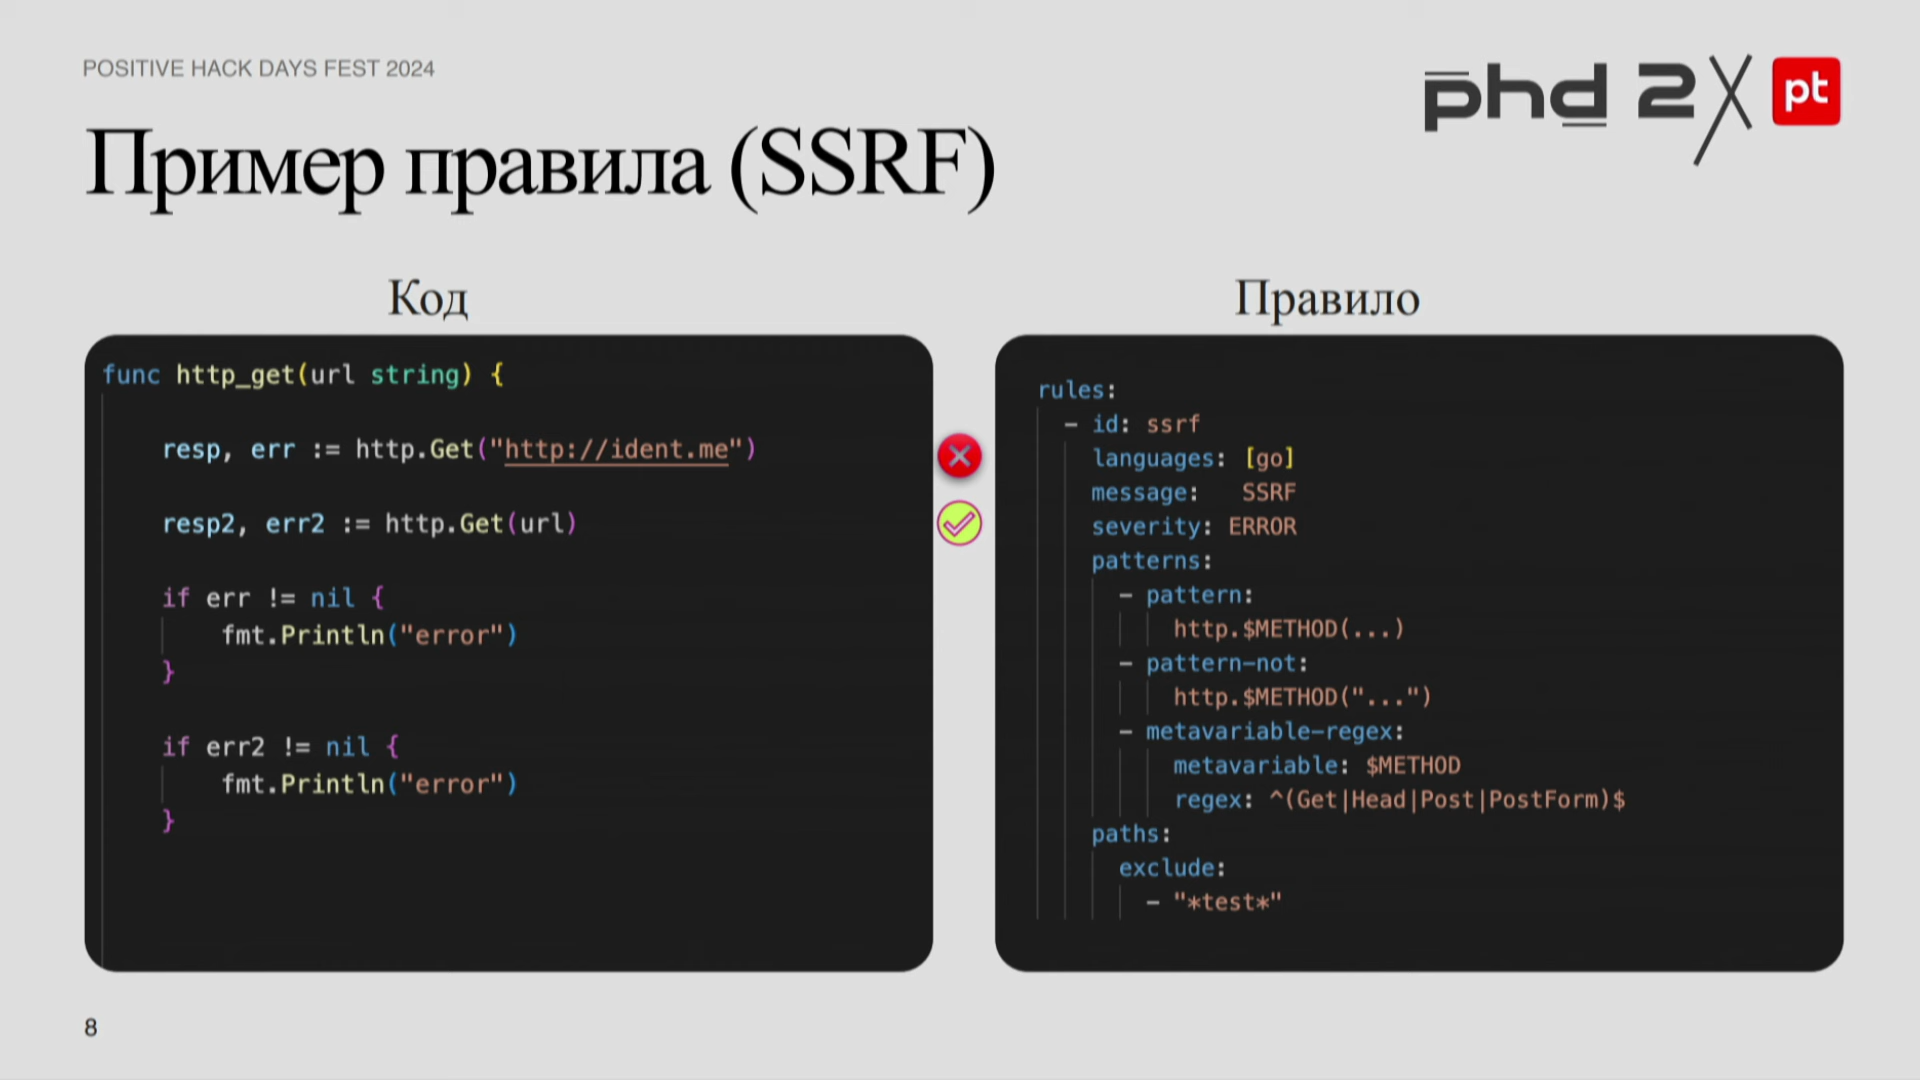 POSITIVE HACK DAYS FEST 2024
phd 2X pt
Пример правила (SSRF)
Код
func http_get(url string) {
resp, err := http.Get("http://ident.me")
resp2, err2 := http.Get(url)
if err != nil {
fmt.Println("error")
}
if err2 != nil {
fmt.Println("error")
}
Правило
rules:
- id: ssrf
languages: [go]
message: SSRF
severity: ERROR
patterns:
- pattern:
http.$METHOD(...)
- pattern-not:
http.$METHOD("...")
- metavariable-regex:
metavariable: $METHOD
regex: ^(Get|Head|Post|PostForm)$
paths:
exclude:
- "*test*"
8